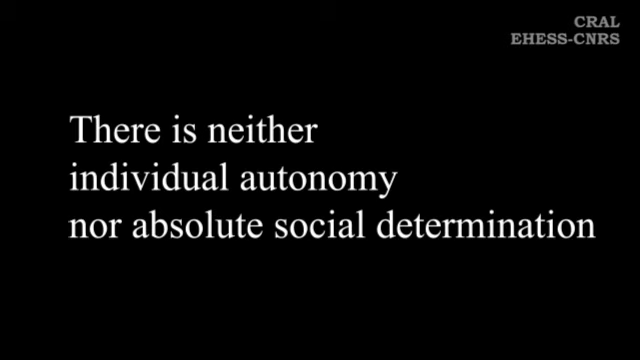 CRAL
EHESS-CNRS
There is neither
individual autonomy
nor absolute social determination